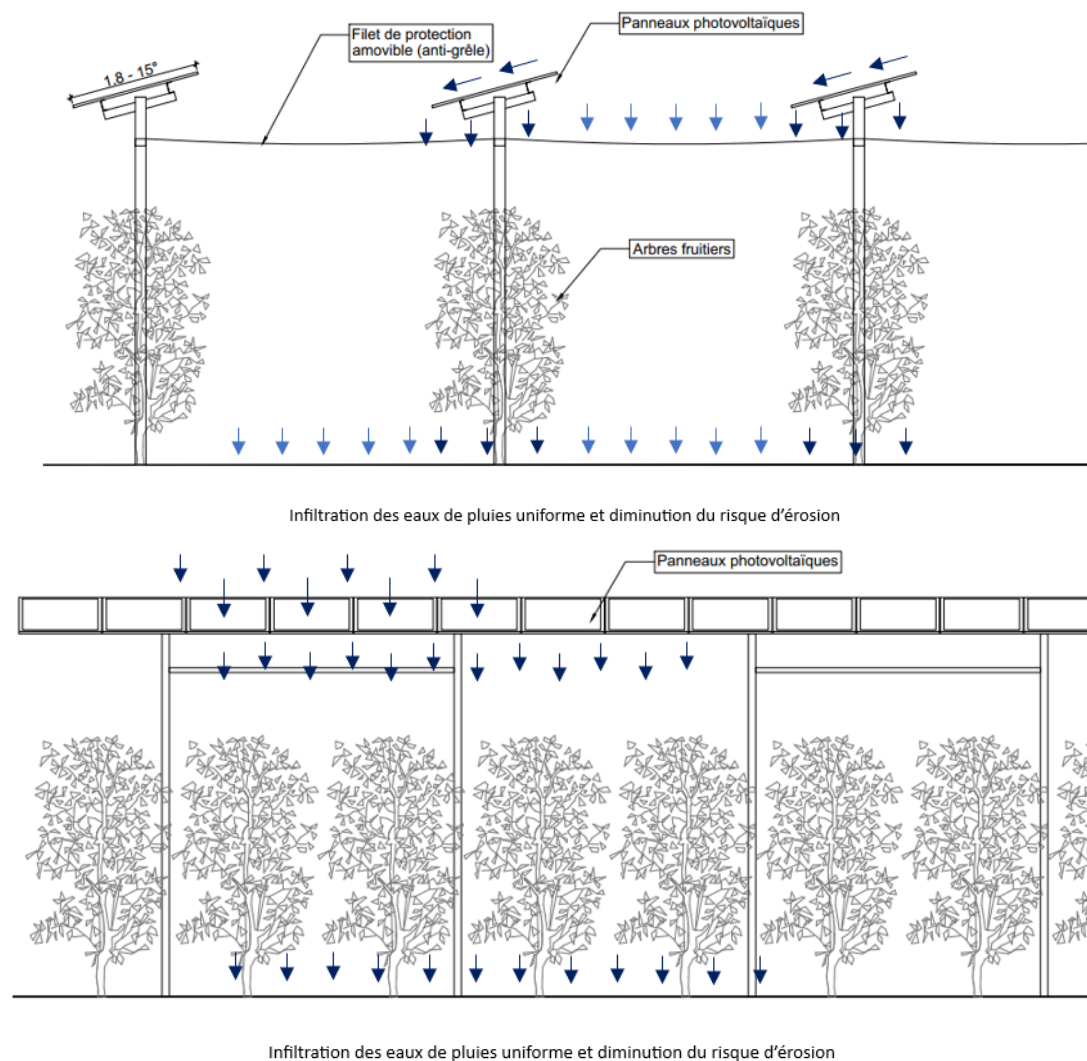 Filet de protection
amovible (anti-grêle)
Panneaux photovoltaïques
1.8 - 15°
Arbres fruitiers
Infiltration des eaux de pluies uniforme et diminution du risque d'érosion
Panneaux photovoltaïques
Infiltration des eaux de pluies uniforme et diminution du risque d'érosion